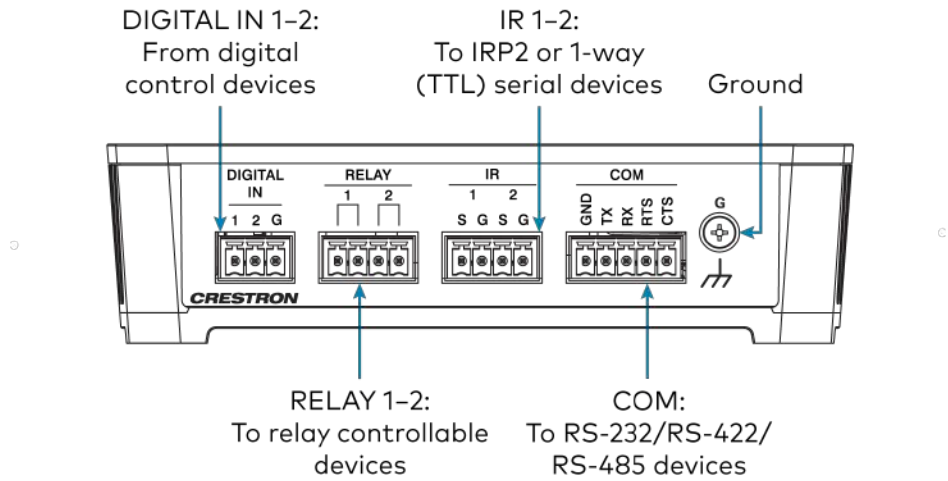 DIGITAL IN 1–2:
From digital
control devices
IR 1–2:
To IRP2 or 1-way
(TTL) serial devices
Ground
DIGITAL
IN
1 2 G
RELAY
1 2
IR
1 2
S G S G
COM
GND
TX
RX
RTS
CTS
G
CRESTRON
RELAY 1–2:
To relay controllable
devices
COM:
To RS-232/RS-422/
RS-485 devices